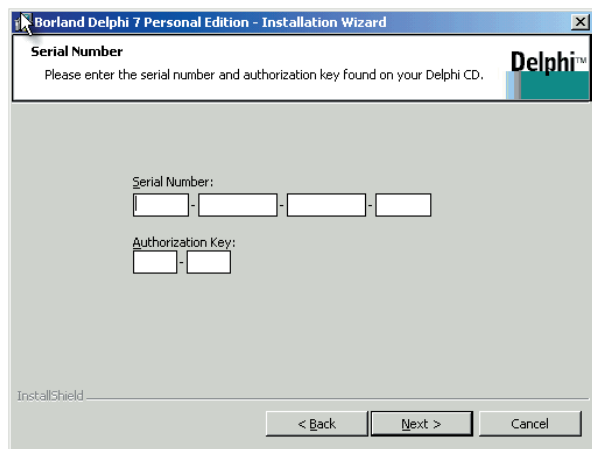 Borland Delphi 7 Personal Edition - Installation Wizard
Serial Number
Please enter the serial number and authorization key found on your Delphi CD.
Delphi™
Serial Number:
- - -
Authorization Key:
-
InstallShield
< Back Next > Cancel